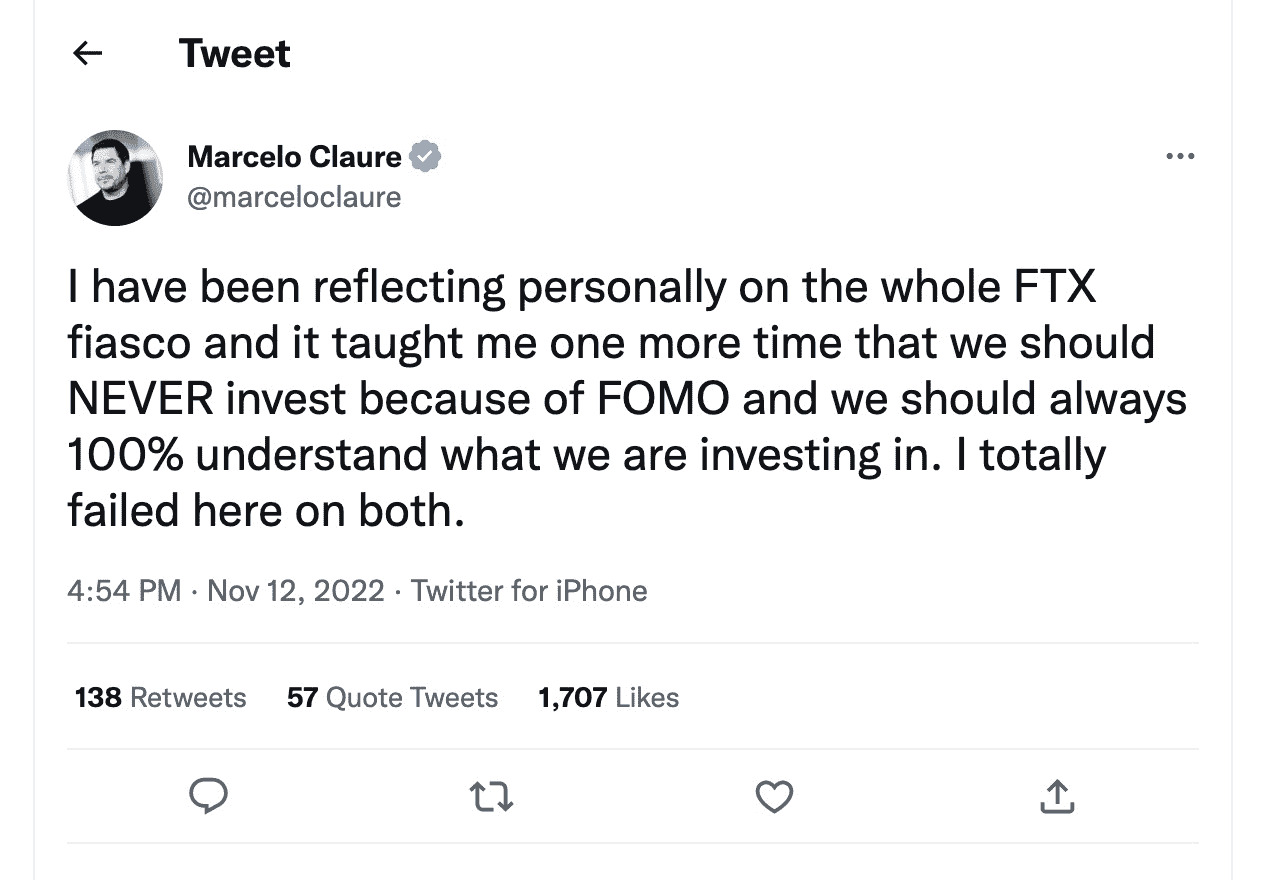 Tweet
Marcelo Claure
@marceloclaure
I have been reflecting personally on the whole FTX
fiasco and it taught me one more time that we should
NEVER invest because of FOMO and we should always
100% understand what we are investing in. I totally
failed here on both.
4:54 PM · Nov 12, 2022 · Twitter for iPhone
138 Retweets 57 Quote Tweets 1,707 Likes